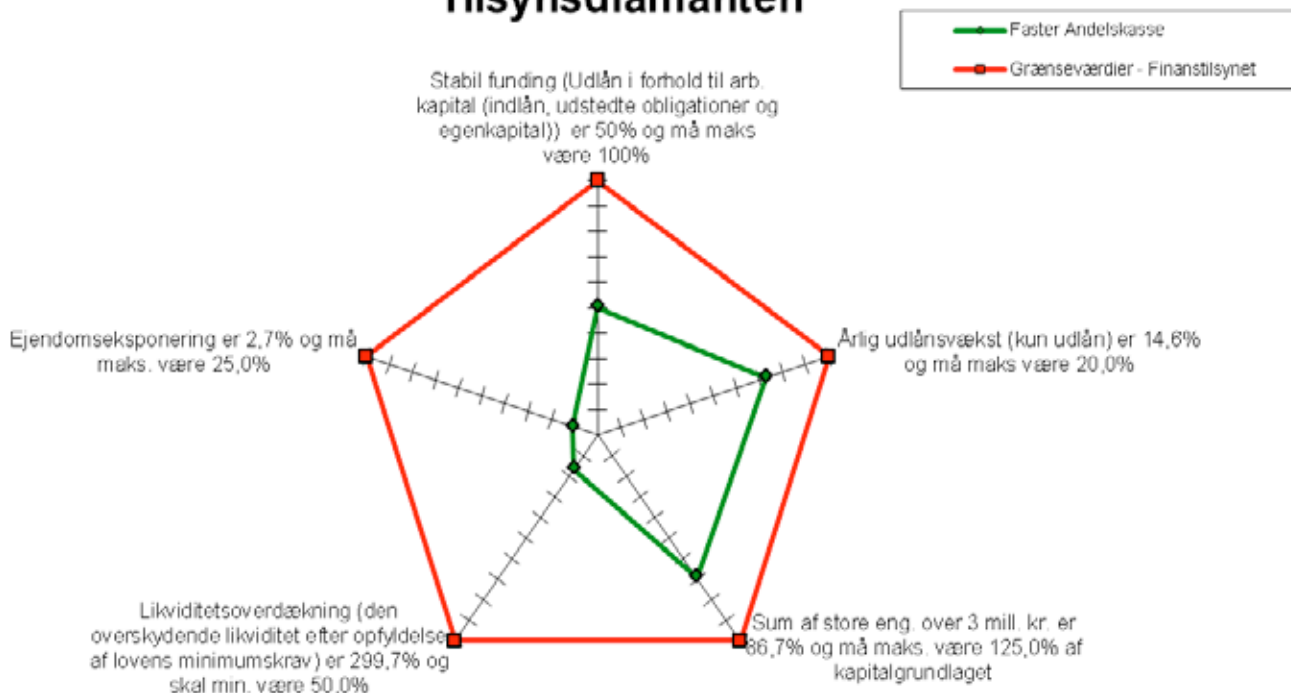 Tilsynsdiamanten
Faster Andelskasse
Grænseværdier - Finanstilsynet
Stabil funding (Udlån i forhold til arb.
kapital (indlån, udstedte obligationer og
egenkapital)) er 50% og må maks
være 100%
Ejendomseksponering er 2,7% og må
maks. være 25,0%
Årlig udlånsvækst (kun udlån) er 14,6%
og må maks være 20,0%
Likviditetsoverdækning (den
overskydende likviditet efter opfyldelse
af lovens minimumskrav) er 299,7% og
skal min. være 50,0%
Sum af store eng. over 3 mill. kr. er
86,7% og må maks. være 125,0% af
kapitalgrundlaget